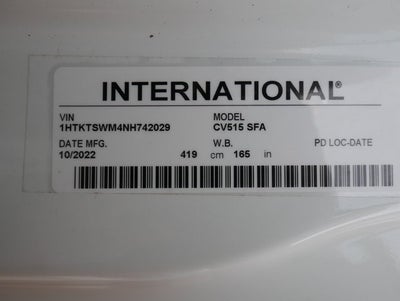 INTERNATIONAL®
VIN MODEL
1HTKTSWM4NH742029 CV515 SFA
DATE MFG. W.B. PD LOC-DATE
10/2022 419 cm 165 in